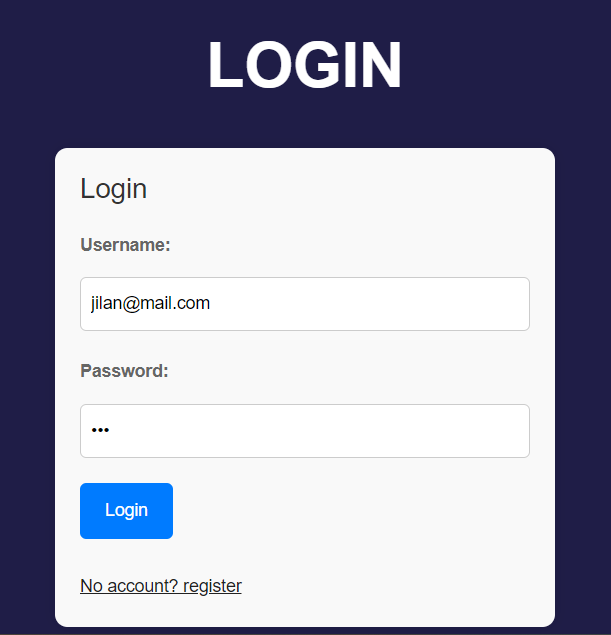 LOGIN
Login
Username:
jilan@mail.com
Password:
•••
Login
No account? register